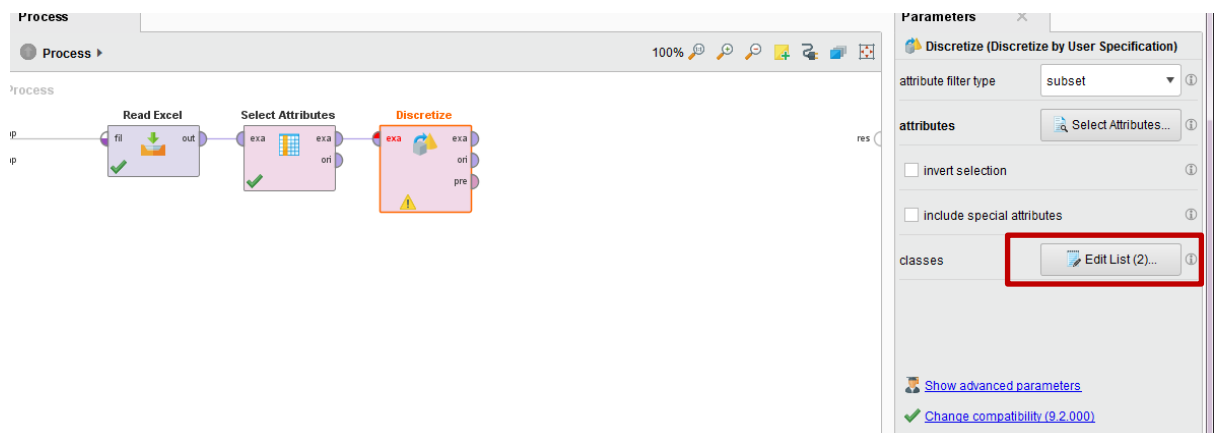 Process
Parameters
Process
100%
Discretize (Discretize by User Specification)
attribute filter type
subset
Process
attributes
Select Attributes...
Read Excel
Select Attributes
Discretize
fil
out
exa
exa
ori
exa
exa
ori
pre
res
invert selection
include special attributes
classes
Edit List (2)...
Show advanced parameters
Change compatibility (9.2.000)